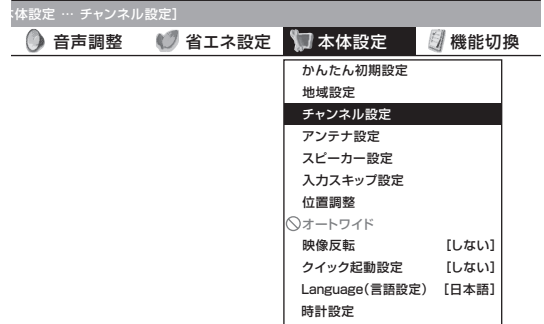 体設定 … チャンネル設定]
音声調整 省エネ設定 本体設定 機能切換
かんたん初期設定
地域設定
チャンネル設定
アンテナ設定
スピーカー設定
入力スキップ設定
位置調整
オートワイド
映像反転 [しない]
クイック起動設定 [しない]
Language(言語設定) [日本語]
時計設定